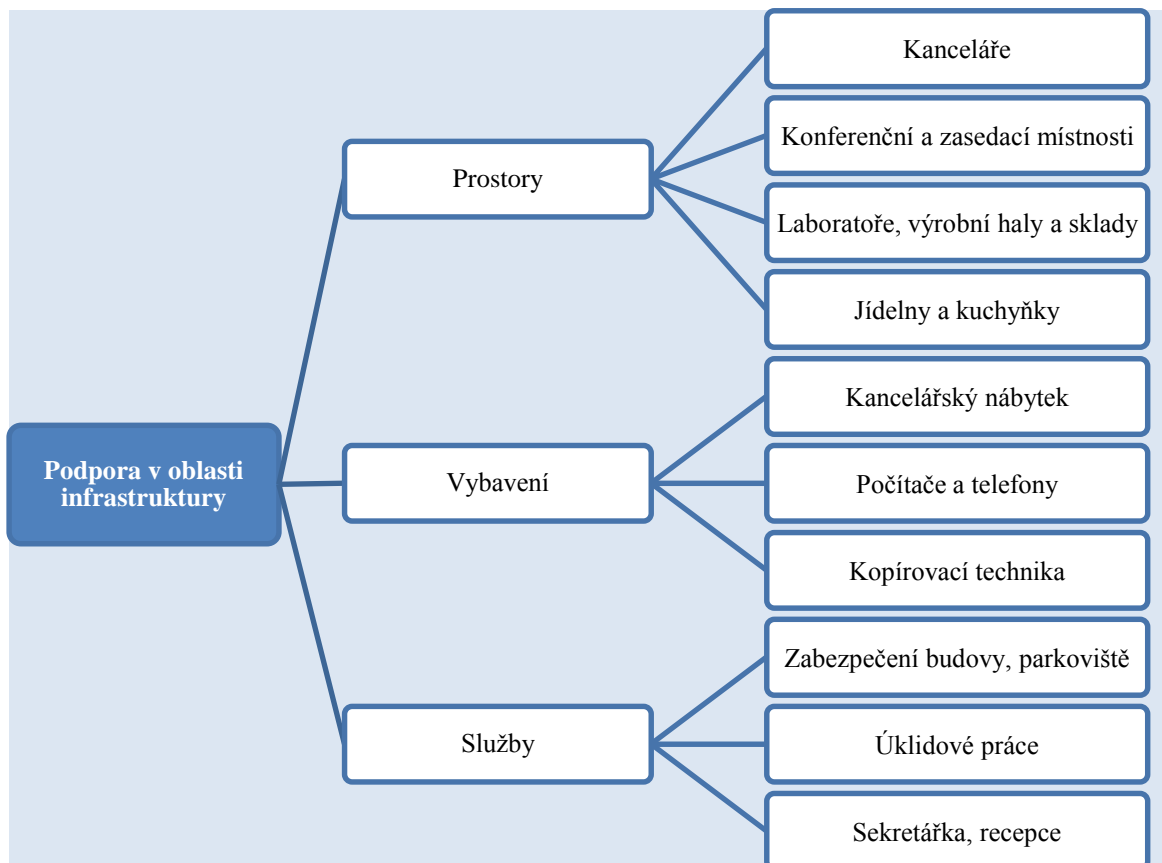 Podpora v oblasti
infrastruktury
Prostory
Kanceláře
Konferenční a zasedací místnosti
Laboratoře, výrobní haly a sklady
Jídelny a kuchyňky
Vybavení
Kancelářský nábytek
Počítače a telefony
Kopírovací technika
Služby
Zabezpečení budovy, parkoviště
Úklidové práce
Sekretářka, recepce